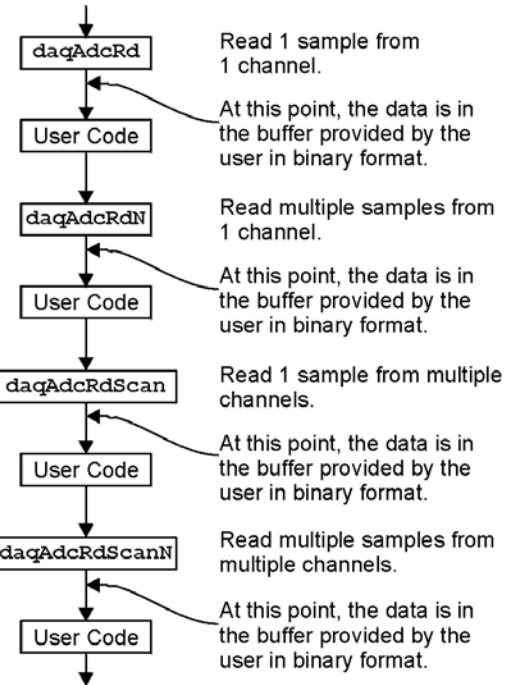 daqAdcRd
Read 1 sample from
1 channel.
At this point, the data is in
the buffer provided by the
user in binary format.
User Code
daqAdcRdN
Read multiple samples from
1 channel.
At this point, the data is in
the buffer provided by the
user in binary format.
User Code
daqAdcRdScan
Read 1 sample from multiple
channels.
At this point, the data is in
the buffer provided by the
user in binary format.
User Code
daqAdcRdScanN
Read multiple samples from
multiple channels.
At this point, the data is in
the buffer provided by the
user in binary format.
User Code